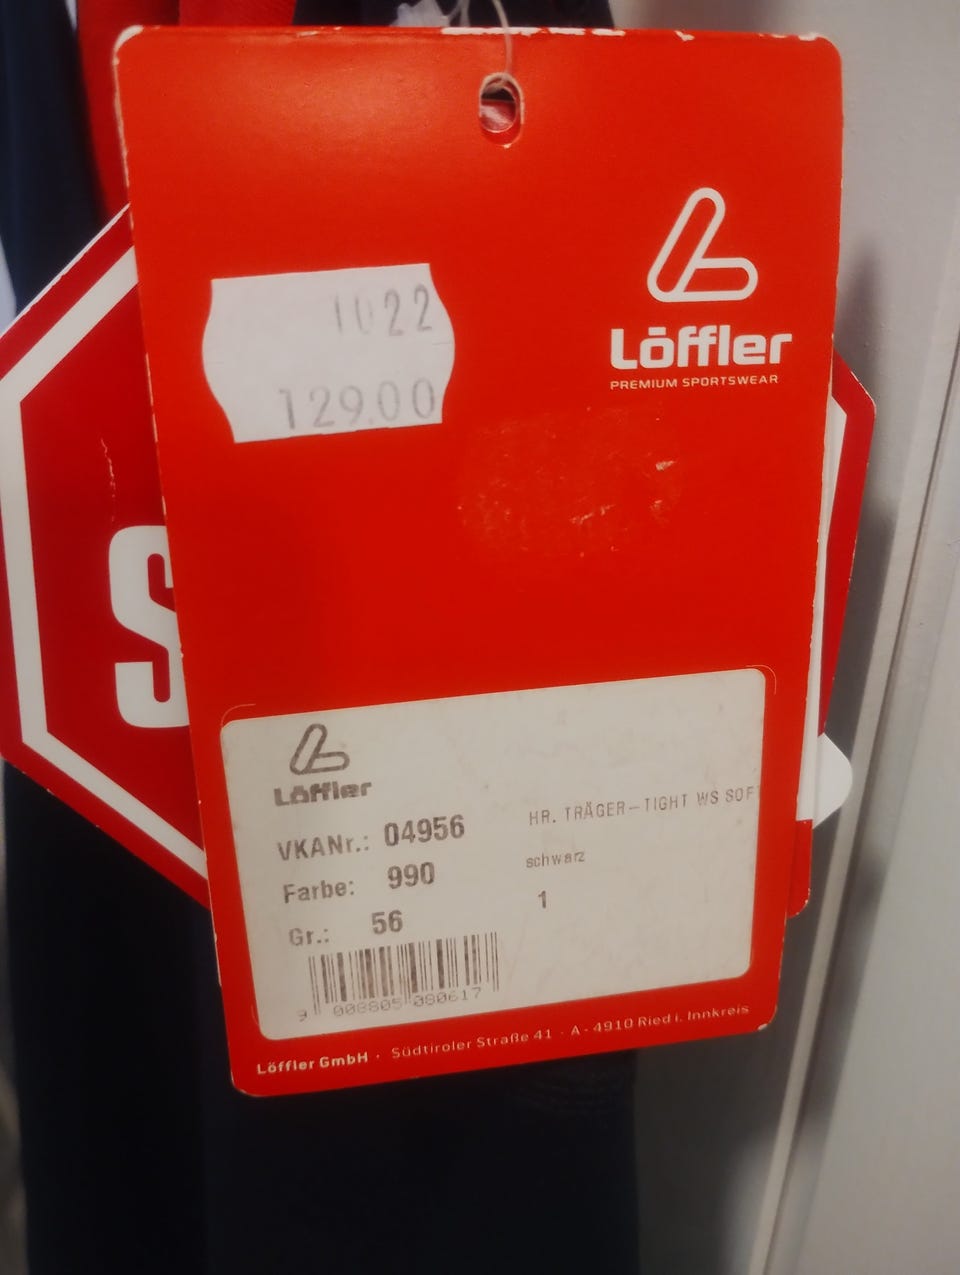 1022
129.00
Löffler
PREMIUM SPORTSWEAR
S
Löffler
VKANr.: 04956 HR. TRÄGER-TIGHT WS SOF
Farbe: 990 schwarz
Gr.: 56 1
9 008805 080617
Löffler GmbH · Südtiroler Straße 41 · A - 4910 Ried i. Innkreis